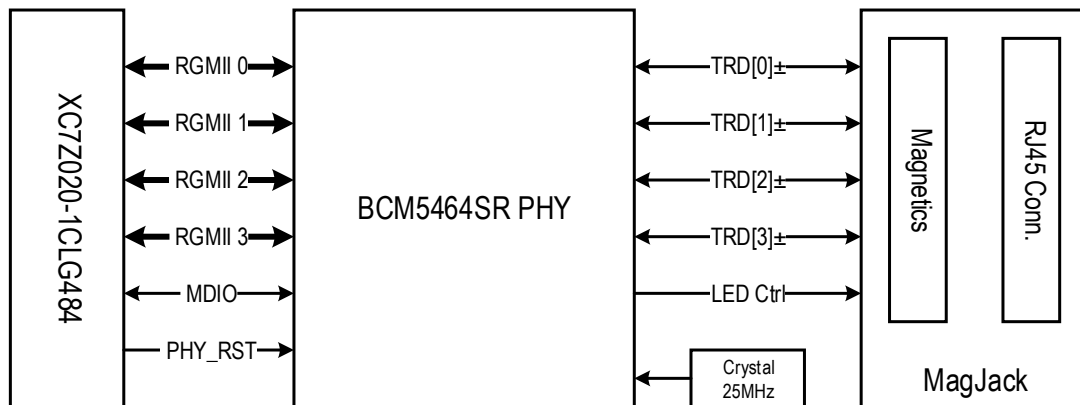 XC7Z020-1CLG484
RGMII 0
RGMII 1
RGMII 2
RGMII 3
MDIO
PHY_RST
BCM5464SR PHY
TRD[0]±
TRD[1]±
TRD[2]±
TRD[3]±
LED Ctrl
Crystal
25MHz
Magnetics
RJ45 Conn.
MagJack